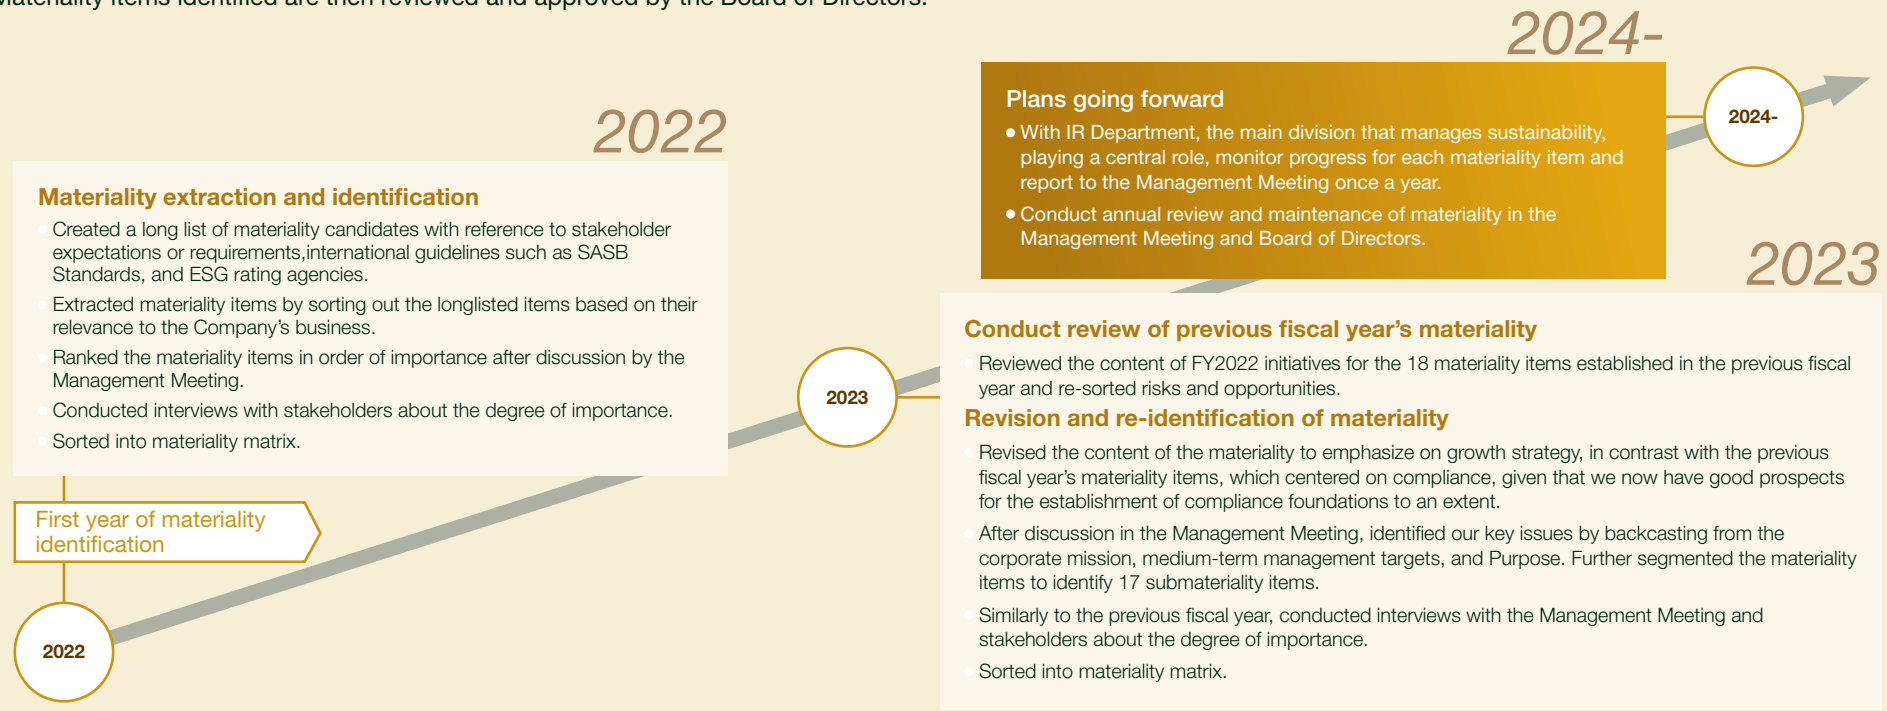 Materiality items identified are then reviewed and approved by the Board of Directors.
2022
Materiality extraction and identification
Created a long list of materiality candidates with reference to stakeholder
expectations or requirements,international guidelines such as SASB
Standards, and ESG rating agencies.
Extracted materiality items by sorting out the longlisted items based on their
relevance to the Company's business.
Ranked the materiality items in order of importance after discussion by the
Management Meeting.
Conducted interviews with stakeholders about the degree of importance.
Sorted into materiality matrix.
First year of materiality
identification
2022
2023
2024-
Plans going forward
• With IR Department, the main division that manages sustainability,
playing a central role, monitor progress for each materiality item and
report to the Management Meeting once a year.
• Conduct annual review and maintenance of materiality in the
Management Meeting and Board of Directors.
2024-
2023
Conduct review of previous fiscal year's materiality
Reviewed the content of FY2022 initiatives for the 18 materiality items established in the previous fiscal
year and re-sorted risks and opportunities.
Revision and re-identification of materiality
Revised the content of the materiality to emphasize on growth strategy, in contrast with the previous
fiscal year's materiality items, which centered on compliance, given that we now have good prospects
for the establishment of compliance foundations to an extent.
After discussion in the Management Meeting, identified our key issues by backcasting from the
corporate mission, medium-term management targets, and Purpose. Further segmented the materiality
items to identify 17 submateriality items.
Similarly to the previous fiscal year, conducted interviews with the Management Meeting and
stakeholders about the degree of importance.
Sorted into materiality matrix.